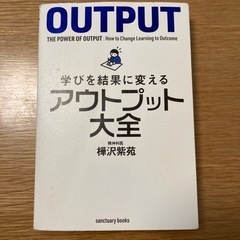 OUTPUT
THE POWER OF OUTPUT : How to Change Learning to Outcome
学びを結果に変える
アウトプット
大全
精神科医
樺沢紫苑
sanctuary books